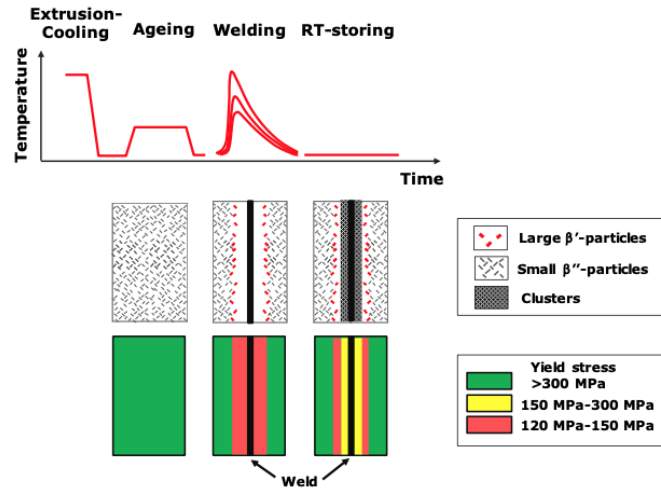 Extrusion-
Cooling
Ageing
Welding
RT-storing
Temperature
Time
Large β′-particles
Small β″-particles
Clusters
Yield stress
>300 MPa
150 MPa-300 MPa
120 MPa-150 MPa
Weld